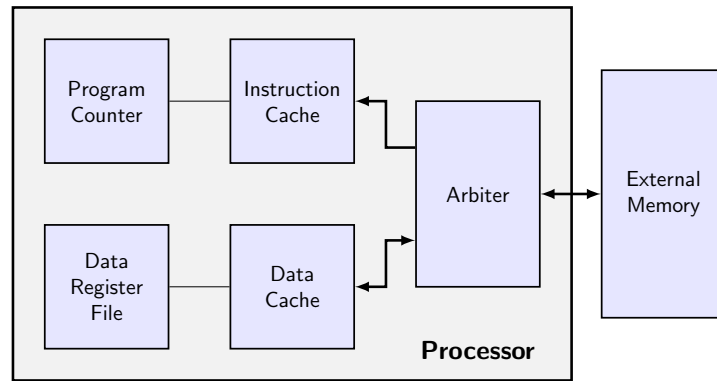 Program
Counter
Instruction
Cache
Arbiter
External
Memory
Data
Register
File
Data
Cache
Processor